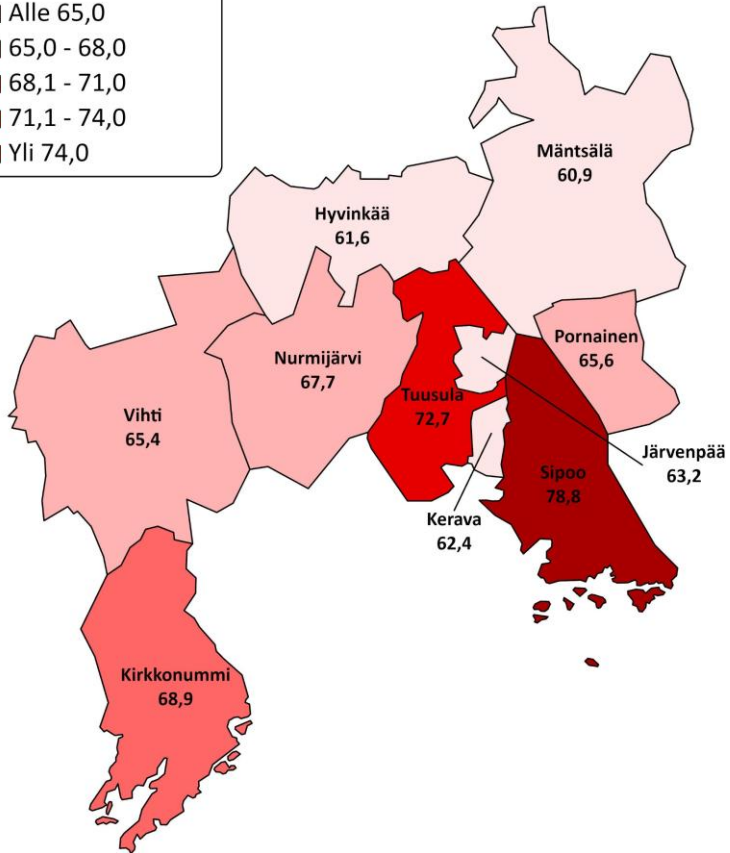 Alle 65,0
65,0 - 68,0
68,1 - 71,0
71,1 - 74,0
Yli 74,0
Mäntsälä
60,9
Hyvinkää
61,6
Pornainen
65,6
Nurmijärvi
67,7
Tuusula
72,7
Vihti
65,4
Järvenpää
63,2
Sipoo
78,8
Kerava
62,4
Kirkkonummi
68,9